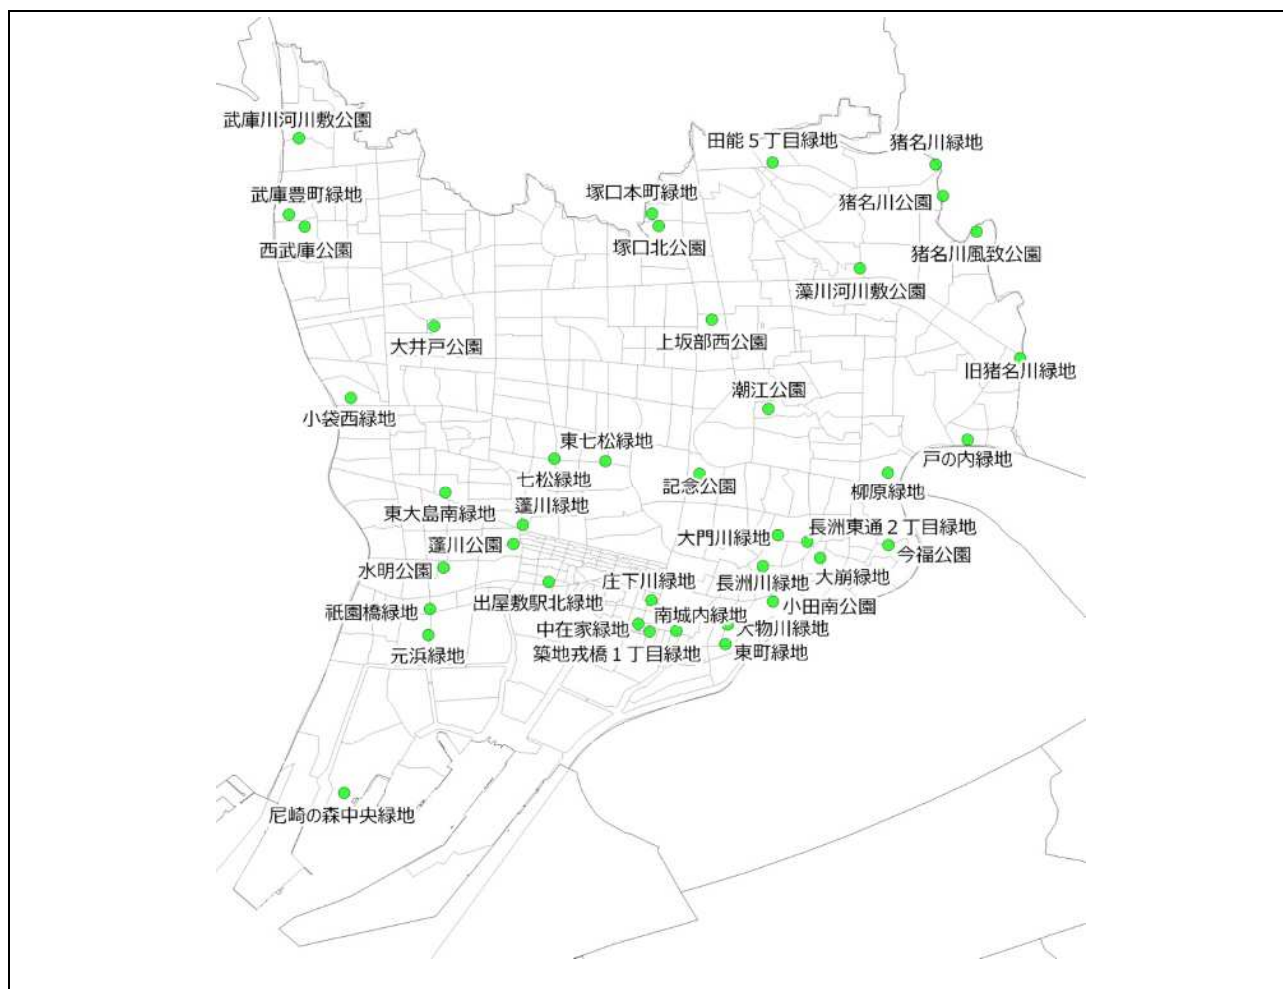 武庫川河川敷公園
田能５丁目緑地
猪名川緑地
武庫豊町緑地
塚口本町緑地
猪名川公園
西武庫公園
塚口北公園
猪名川風致公園
藻川河川敷公園
大井戸公園
上坂部西公園
旧猪名川緑地
潮江公園
小袋西緑地
東七松緑地
戸の内緑地
七松緑地
記念公園
柳原緑地
東大島南緑地
蓬川緑地
長洲東通２丁目緑地
大門川緑地
蓬川公園
今福公園
水明公園
庄下川緑地
長洲川緑地
大崩緑地
出屋敷駅北緑地
祇園橋緑地
南城内緑地
小田南公園
中在家緑地
大物川緑地
元浜緑地
築地戎橋１丁目緑地
東町緑地
尼崎の森中央緑地